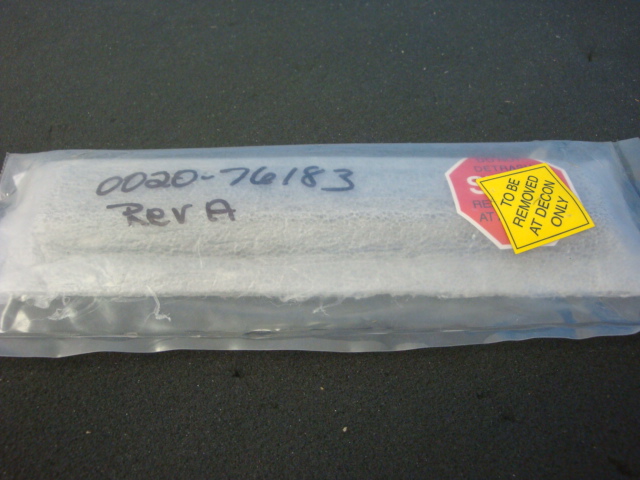 0020-76183
Rev A
TO BE
REMOVED
AT DECON
ONLY